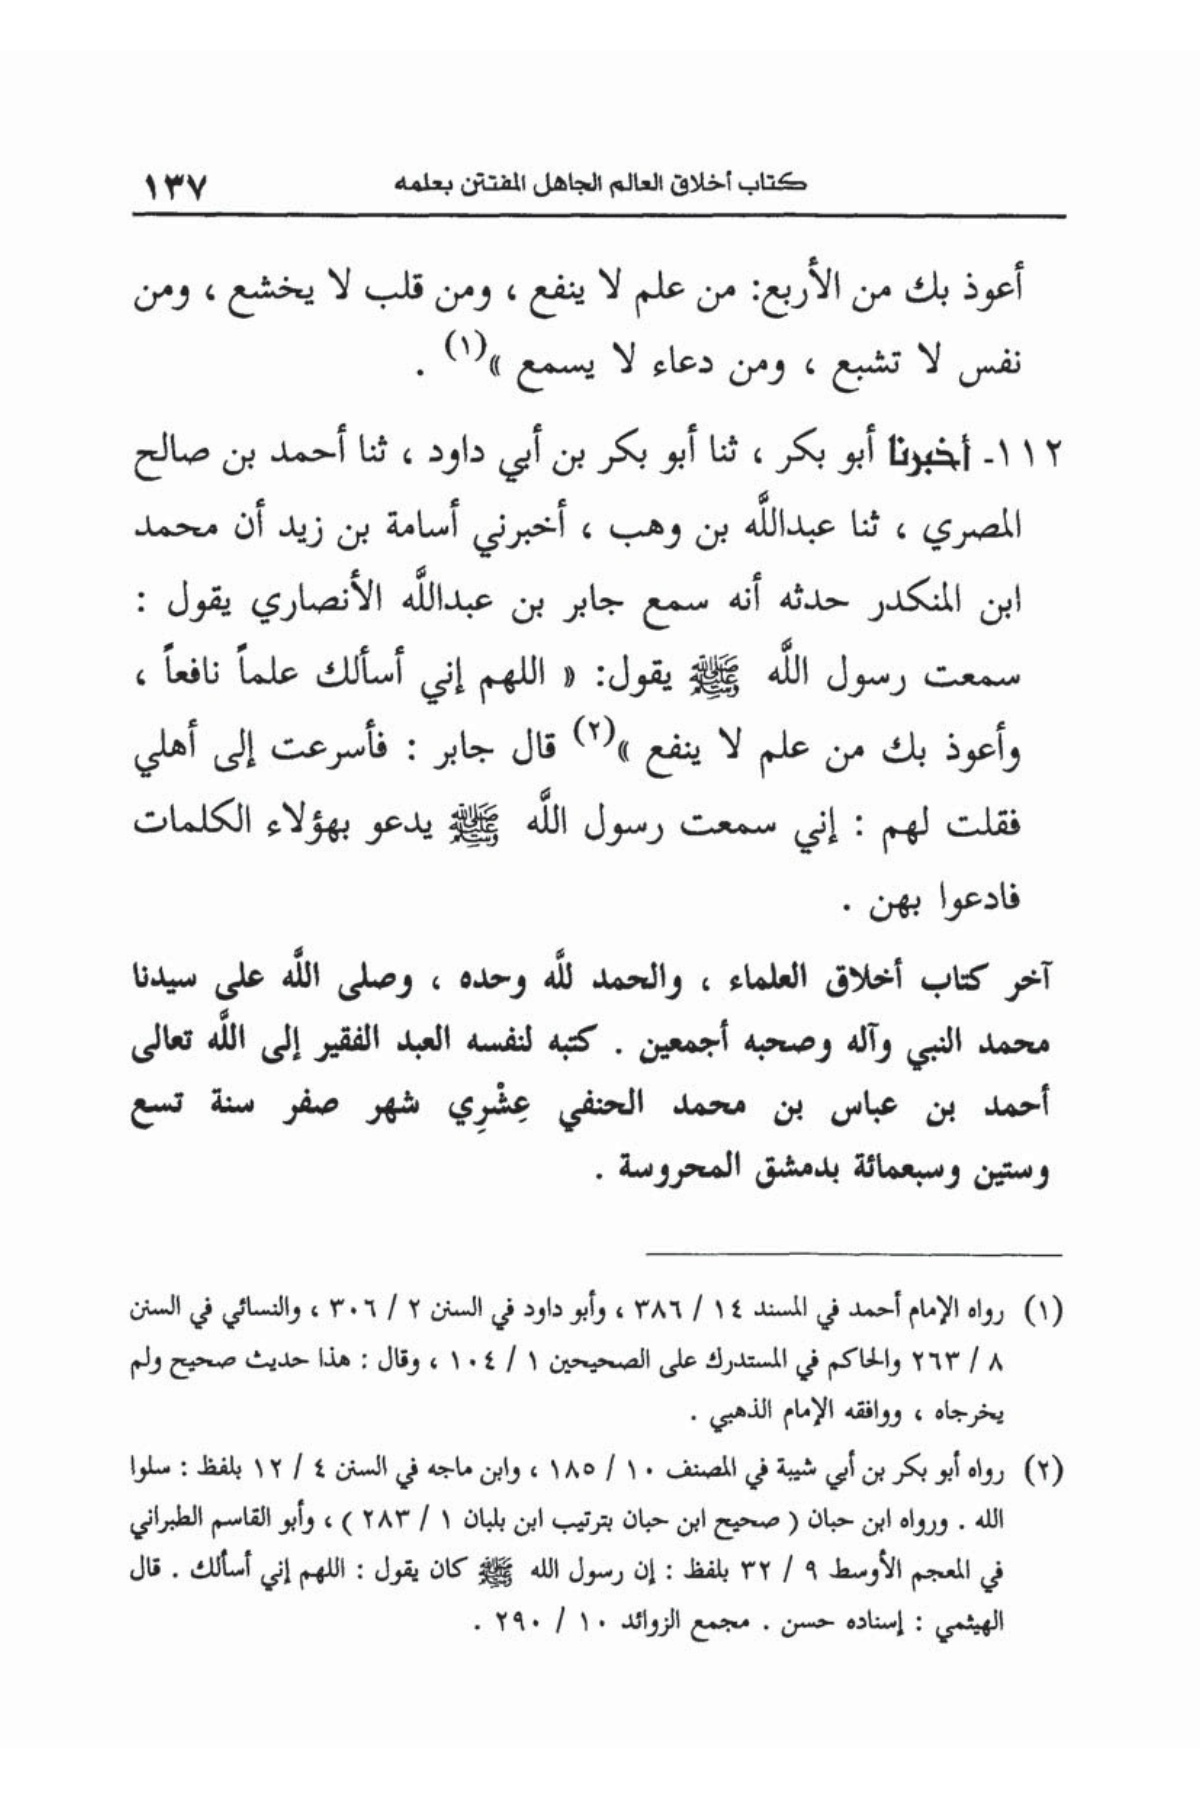 كتاب أخلاق العالم الجاهل المفتتن بعلمه ١٣٧
أعوذ بك من الأربع: من علم لا ينفع ، ومن قلب لا يخشع ، ومن
نفس لا تشبع ، ومن دعاء لا يسمع »(١) .
١١٢- أخبرنا أبو بكر ، ثنا أبو بكر بن أبي داود ، ثنا أحمد بن صالح
المصري ، ثنا عبداللَّه بن وهب ، أخبرني أسامة بن زيد أن محمد
ابن المنكدر حدثه أنه سمع جابر بن عبداللَّه الأنصاري يقول :
سمعت رسول اللَّه ﷺ يقول: « اللهم إني أسألك علماً نافعاً ،
وأعوذ بك من علم لا ينفع »(٢) قال جابر : فأسرعت إلى أهلي
فقلت لهم : إني سمعت رسول اللَّه ﷺ يدعو بهؤلاء الكلمات
فادعوا بهن .
آخر كتاب أخلاق العلماء ، والحمد للَّه وحده ، وصلى اللَّه على سيدنا
محمد النبي وآله وصحبه أجمعين . كتبه لنفسه العبد الفقير إلى اللَّه تعالى
أحمد بن عباس بن محمد الحنفي عِشْرِي شهر صفر سنة تسع
وستين وسبعمائة بدمشق المحروسة .
(١) رواه الإمام أحمد في المسند ١٤ / ٣٨٦ ، وأبو داود في السنن ٢ / ٣٠٦ ، والنسائي في السنن
٨ / ٢٦٣ والحاكم في المستدرك على الصحيحين ١ / ١٠٤ ، وقال : هذا حديث صحيح ولم
يخرجاه ، ووافقه الإمام الذهبي .
(٢) رواه أبو بكر بن أبي شيبة في المصنف ١٠ / ١٨٥ ، وابن ماجه في السنن ٤ / ١٢ بلفظ : سلوا
الله . ورواه ابن حبان ( صحيح ابن حبان بترتيب ابن بلبان ١ / ٢٨٣ ) ، وأبو القاسم الطبراني
في المعجم الأوسط ٩ / ٣٢ بلفظ : إن رسول الله ﷺ كان يقول : اللهم إني أسألك . قال
الهيثمي : إسناده حسن . مجمع الزوائد ١٠ / ٢٩٠ .